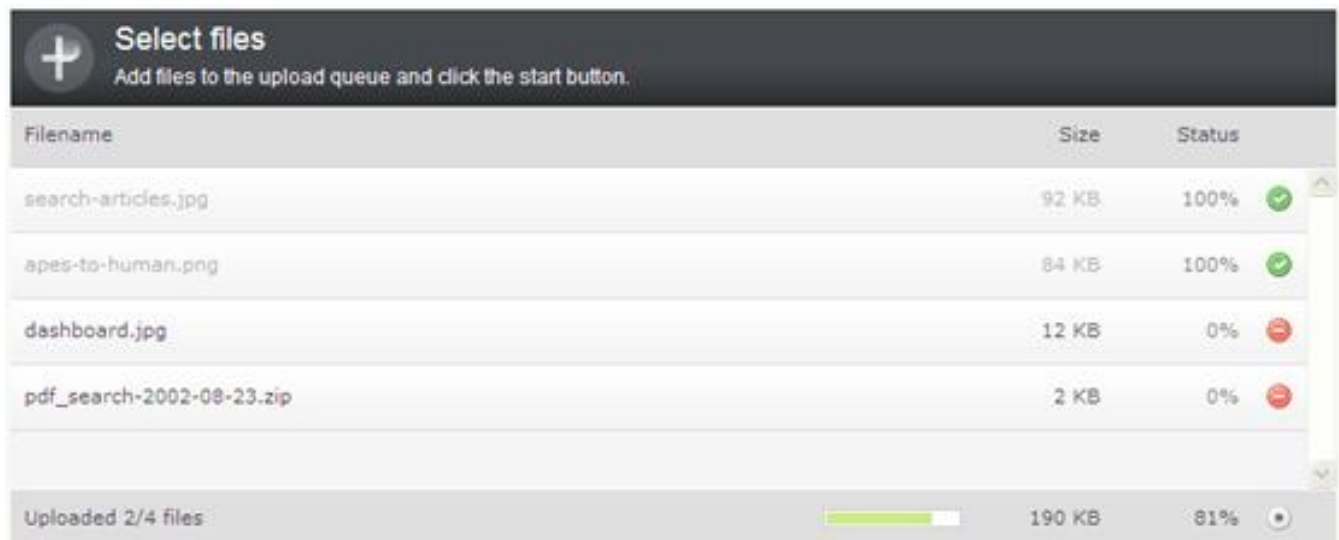 Select files
Add files to the upload queue and click the start button.
Filename Size Status
search-articles.jpg 92 KB 100%
apes-to-human.png 84 KB 100%
dashboard.jpg 12 KB 0%
pdf_search-2002-08-23.zip 2 KB 0%
Uploaded 2/4 files 190 KB 81%